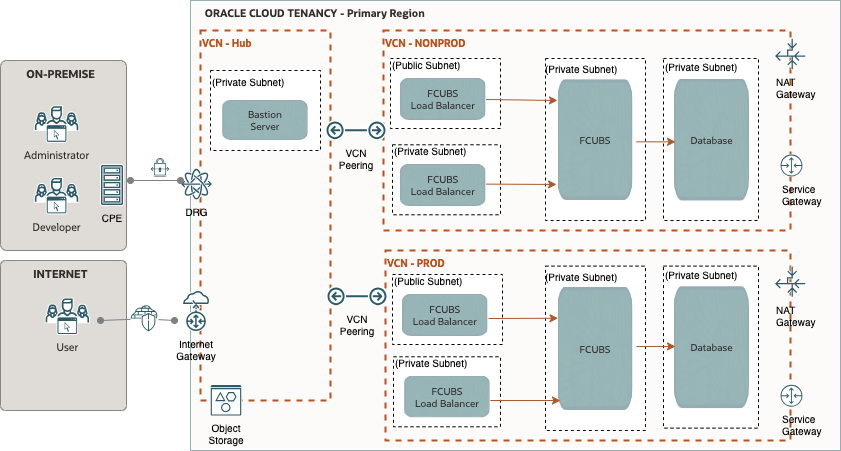 ORACLE CLOUD TENANCY - Primary Region
ON-PREMISE
Administrator
Developer
CPE
INTERNET
User
DRG
Internet
Gateway
VCN - Hub
(Private Subnet)
Bastion
Server
Object
Storage
VCN
Peering
VCN
Peering
VCN - NONPROD
(Public Subnet)
FCUBS
Load Balancer
(Private Subnet)
FCUBS
Load Balancer
(Private Subnet)
FCUBS
(Private Subnet)
Database
NAT
Gateway
Service
Gateway
VCN - PROD
(Public Subnet)
FCUBS
Load Balancer
(Private Subnet)
FCUBS
Load Balancer
(Private Subnet)
FCUBS
(Private Subnet)
Database
NAT
Gateway
Service
Gateway